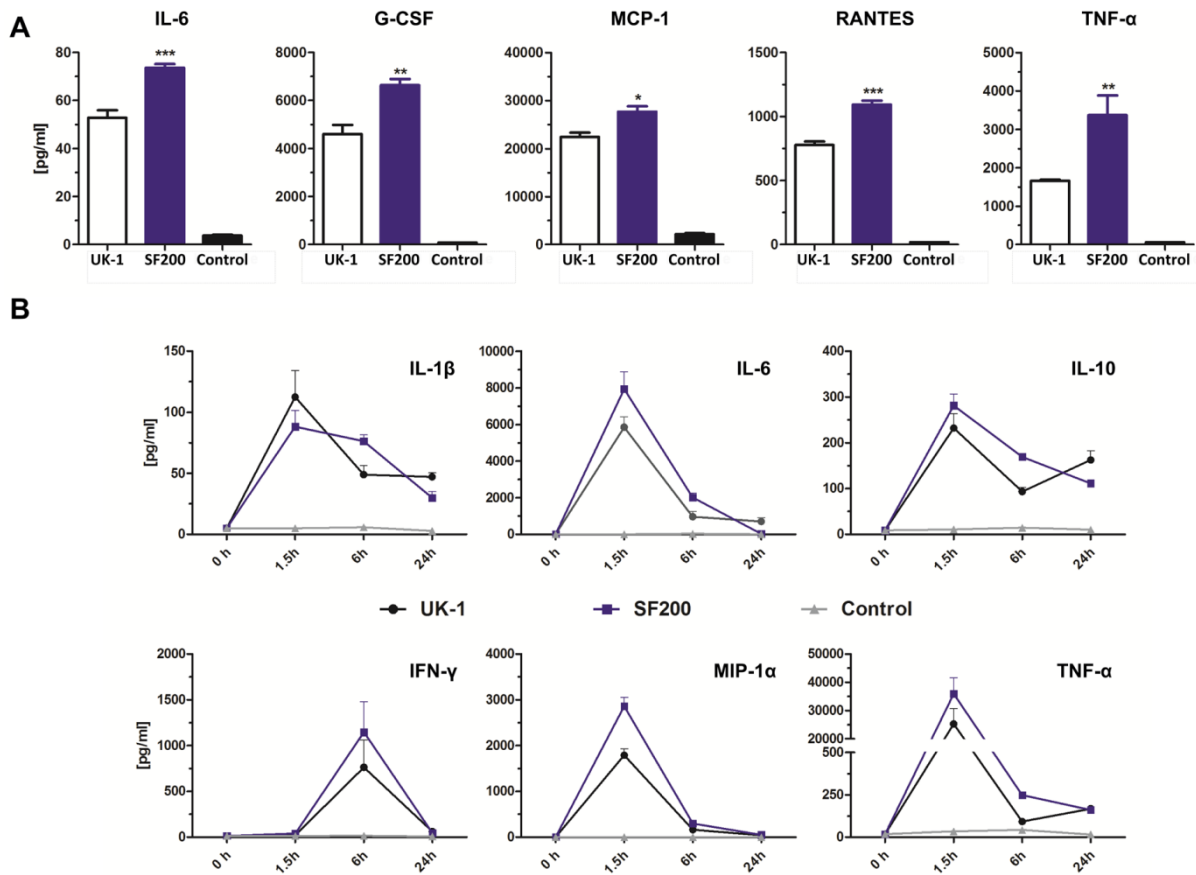 A
IL-6
G-CSF
MCP-1
RANTES
TNF-α
[pg/ml]
80
60
40
20
0
***
UK-1 SF200 Control
8000
6000
4000
2000
0
**
UK-1 SF200 Control
40000
30000
20000
10000
0
*
UK-1 SF200 Control
1500
1000
500
0
***
UK-1 SF200 Control
5000
4000
3000
2000
1000
0
**
UK-1 SF200 Control
B
[pg/ml]
150
100
50
0
IL-1β
0 h 1.5h 6h 24h
10000
8000
6000
4000
2000
0
IL-6
0 h 1.5h 6h 24h
400
300
200
100
0
IL-10
0 h 1.5h 6h 24h
UK-1 SF200 Control
[pg/ml]
2000
1500
1000
750
500
250
0
IFN-γ
0 h 1.5h 6h 24h
4000
3000
2000
1000
0
MIP-1α
0 h 1.5h 6h 24h
50000
40000
30000
20000
500
250
0
TNF-α
0 h 1.5h 6h 24h